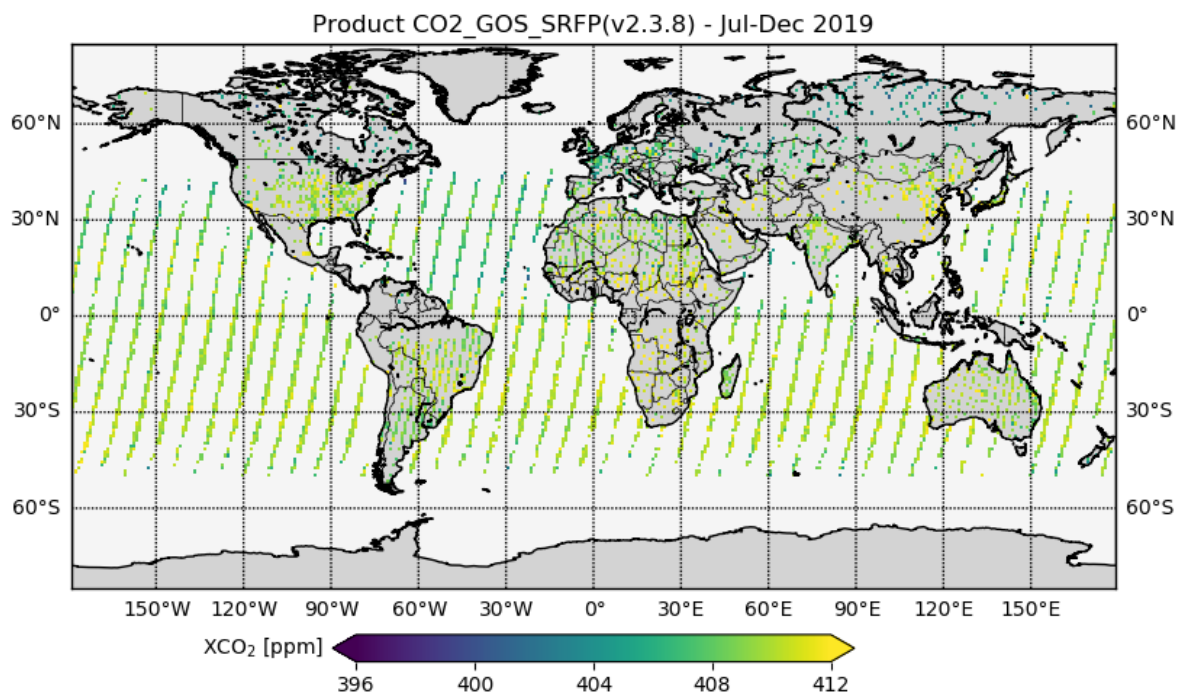 Product CO2_GOS_SRFP(v2.3.8) - Jul-Dec 2019
60°N 60°N
30°N 30°N
0° 0°
30°S 30°S
60°S 60°S
150°W 120°W 90°W 60°W 30°W 0° 30°E 60°E 90°E 120°E 150°E
XCO₂ [ppm]
396 400 404 408 412